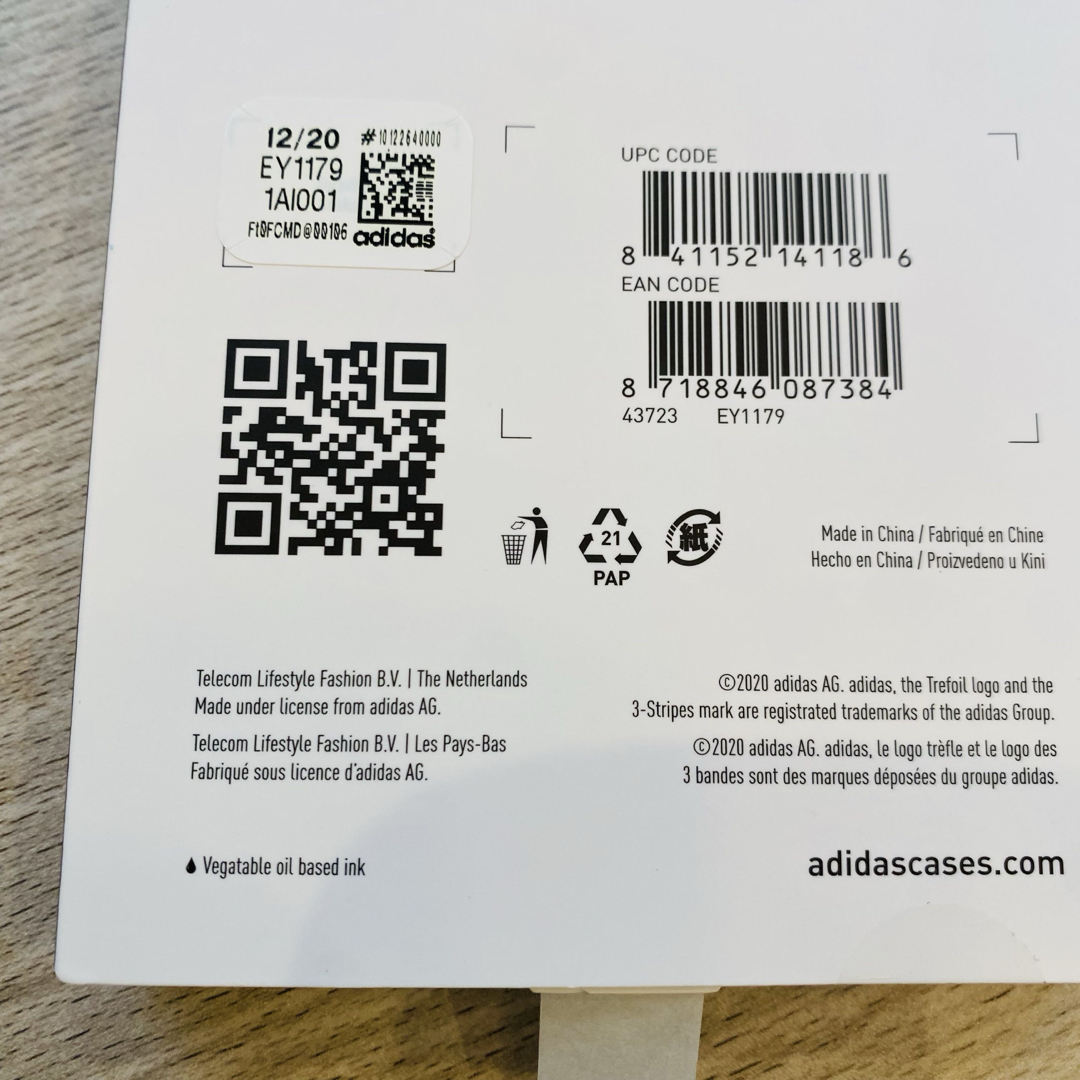 12/20 #10122640000
EY1179
1AI001
Ft0FCMD@00106 adidas
UPC CODE
8 41152 14118 6
EAN CODE
8 718846 087384
43723 EY1179
21
PAP
紙
Made in China / Fabriqué en Chine
Hecho en China / Proizvedeno u Kini
Telecom Lifestyle Fashion B.V. | The Netherlands
Made under license from adidas AG.
Telecom Lifestyle Fashion B.V. | Les Pays-Bas
Fabriqué sous licence d'adidas AG.
©2020 adidas AG. adidas, the Trefoil logo and the
3-Stripes mark are registrated trademarks of the adidas Group.
©2020 adidas AG. adidas, le logo trèfle et le logo des
3 bandes sont des marques déposées du groupe adidas.
Vegatable oil based ink
adidascases.com